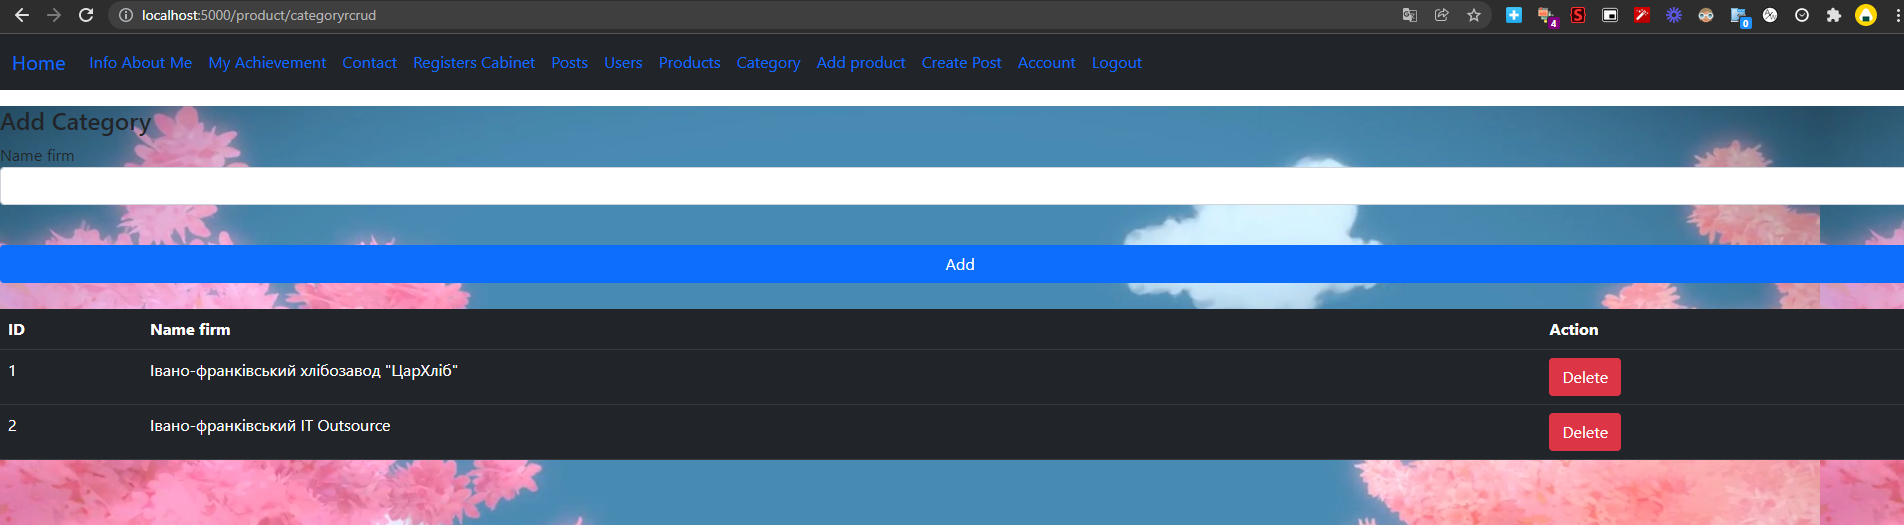 localhost:5000/product/categoryrcrud
4
0
Home Info About Me My Achievement Contact Registers Cabinet Posts Users Products Category Add product Create Post Account Logout
Add Category
Name firm
Add
ID Name firm Action
1 Івано-франківський хлібозавод "ЦарХліб" Delete
2 Івано-франківський IT Outsource Delete